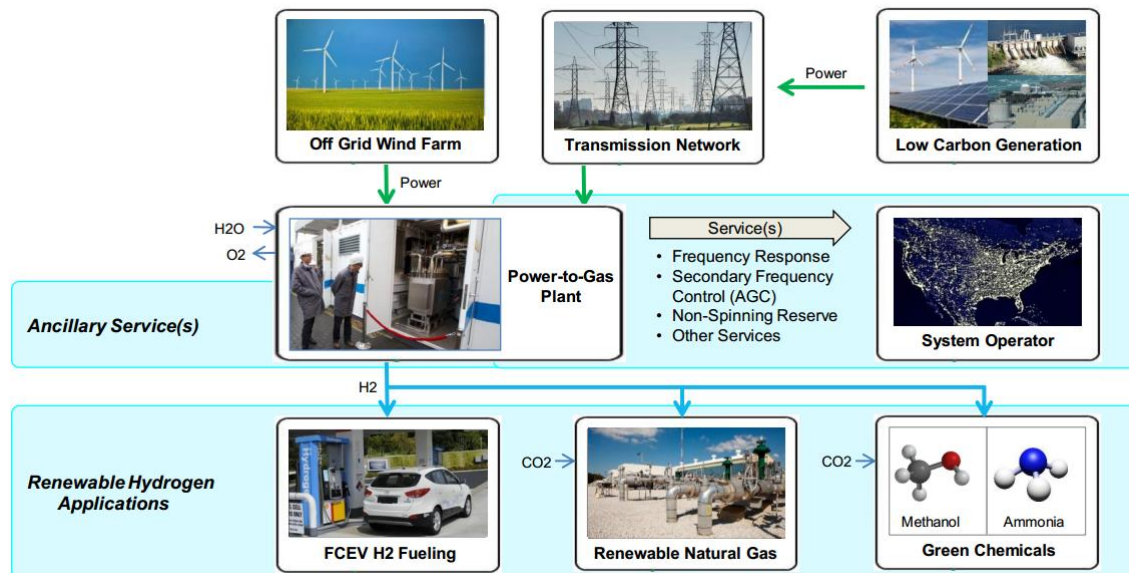 Power
Off Grid Wind Farm
Transmission Network
Low Carbon Generation
Power
H2O
O2
Power-to-Gas
Plant
Service(s)
• Frequency Response
• Secondary Frequency
Control (AGC)
• Non-Spinning Reserve
• Other Services
Ancillary Service(s)
System Operator
H2
Renewable Hydrogen
Applications
Hydrogen
FCEV H2 Fueling
CO2
Renewable Natural Gas
CO2
Methanol
Ammonia
Green Chemicals